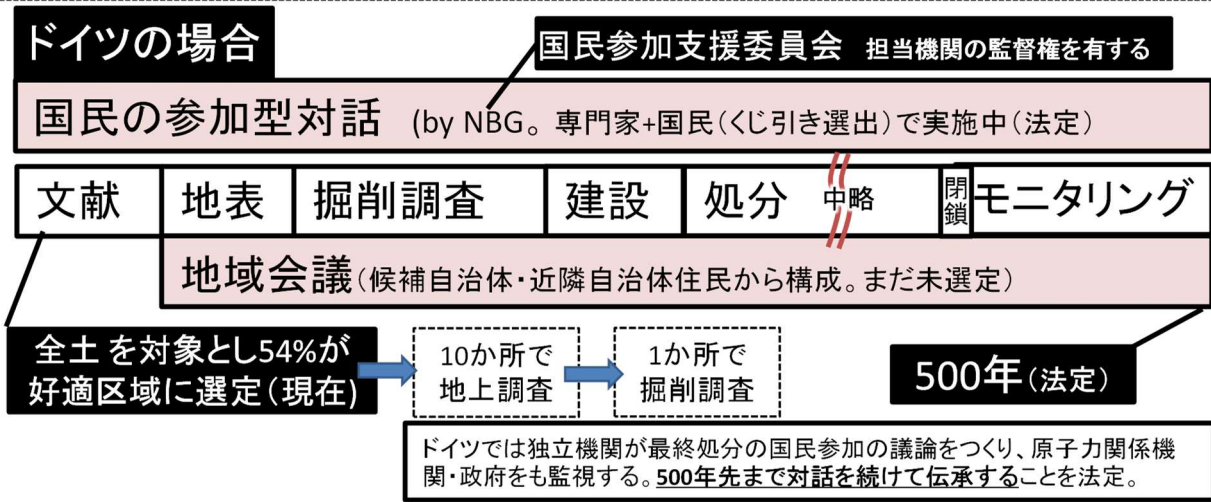 ドイツの場合
国民参加支援委員会 担当機関の監督権を有する
国民の参加型対話 (by NBG。専門家+国民(くじ引き選出)で実施中(法定)
文献 地表 掘削調査 建設 処分 中略 閉鎖 モニタリング
地域会議(候補自治体・近隣自治体住民から構成。まだ未選定)
全土を対象とし54%が
好適区域に選定(現在)
10か所で
地上調査
1か所で
掘削調査
500年(法定)
ドイツでは独立機関が最終処分の国民参加の議論をつくり、原子力関係機
関・政府をも監視する。500年先まで対話を続けて伝承することを法定。